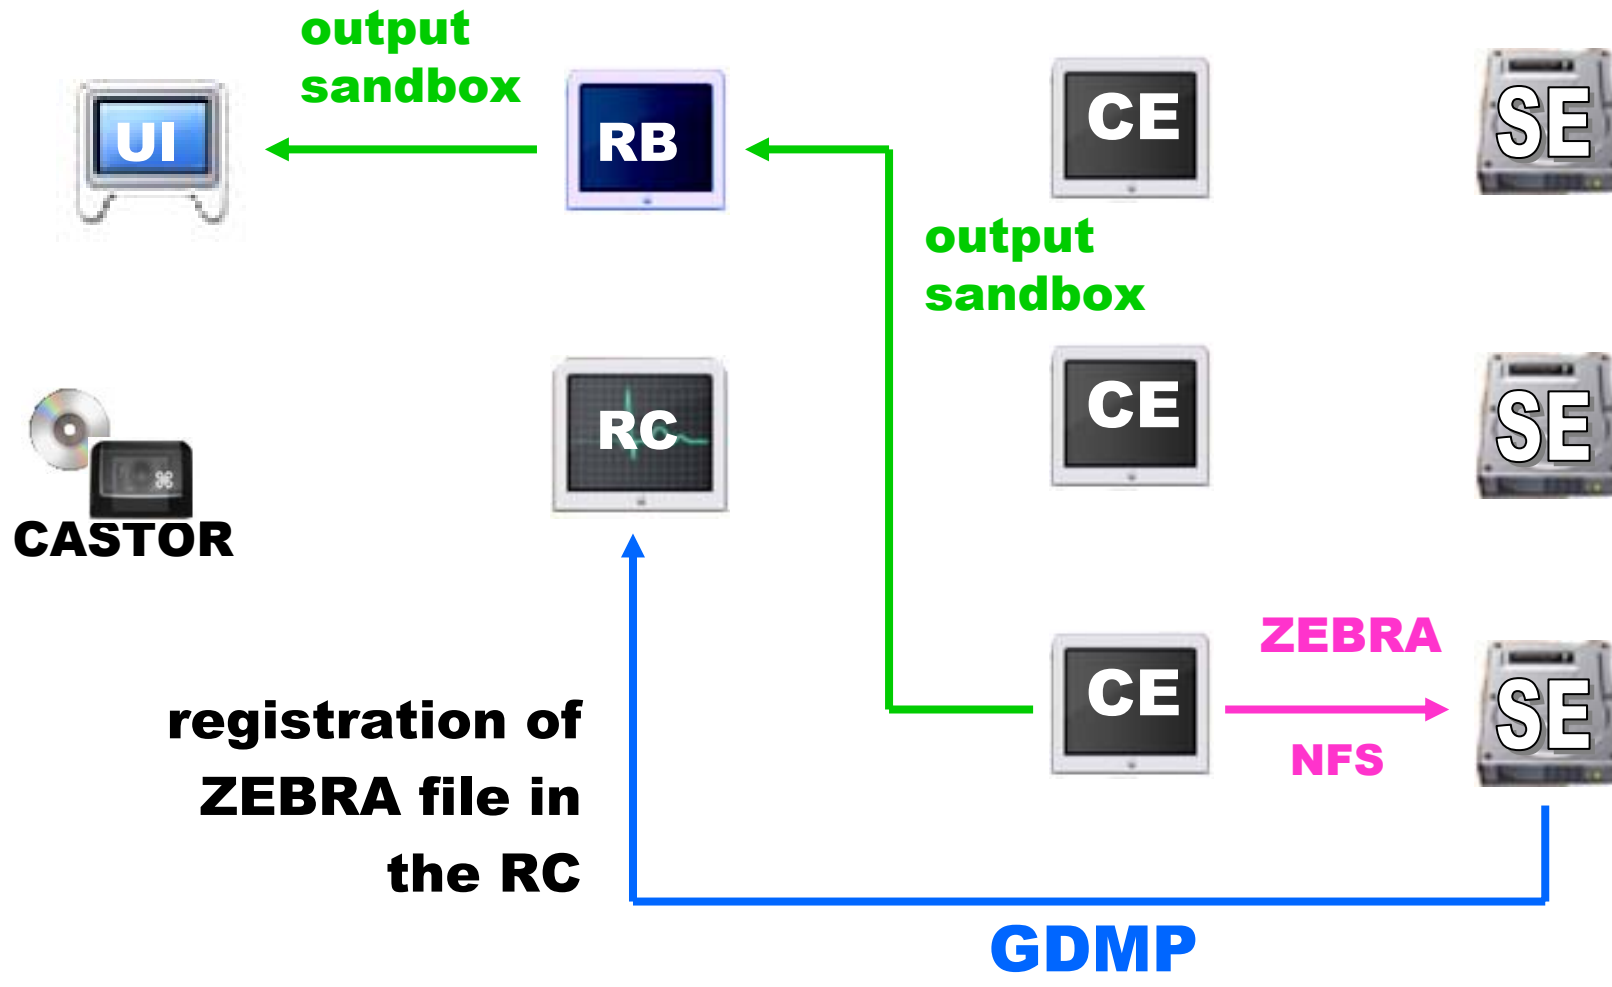 output
sandbox
UI
RB
CE
SE
output
sandbox
CASTOR
RC
CE
SE
registration of
ZEBRA file in
the RC
CE
ZEBRA
NFS
SE
GDMP